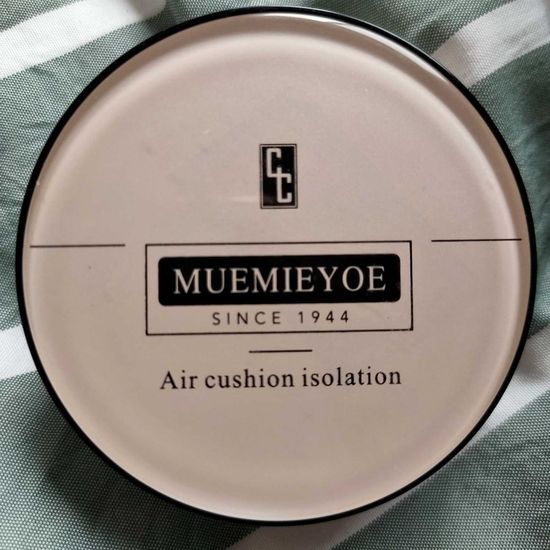 CC
MUEMIEYOE
SINCE 1944
Air cushion isolation